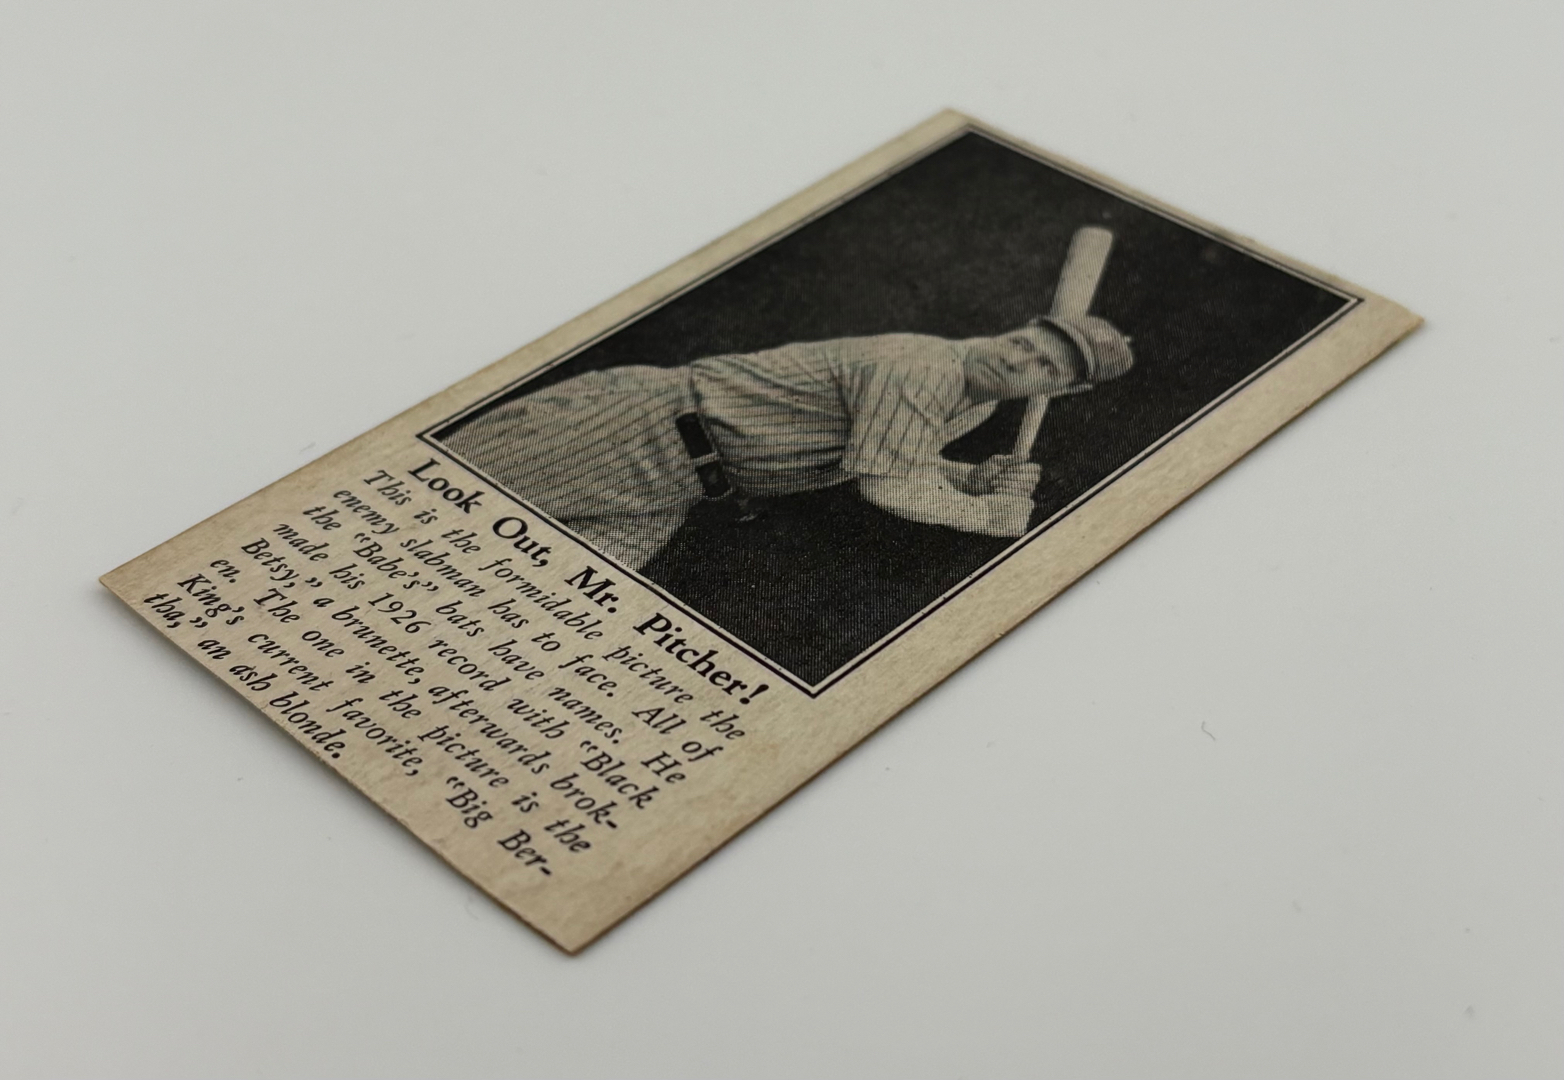 Look Out, Mr. Pitcher!
This is the formidable picture the
enemy slabman has to face. All of
the “Babe's” bats have names. He
made his 1926 record with “Black
Betsy,” a brunette, afterwards brok-
en. The one in the picture is the
King's current favorite, “Big Ber-
tha,” an ash blonde.